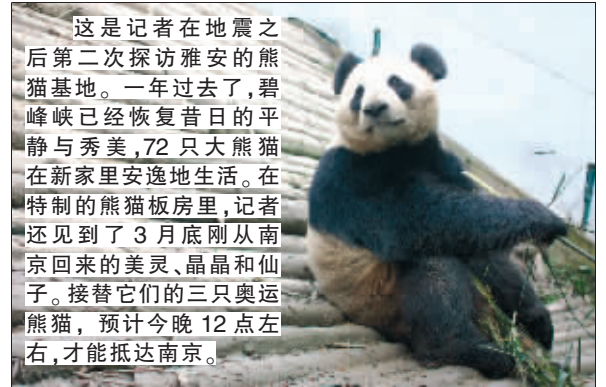 这是记者在地震之
后第二次探访雅安的熊
猫基地。一年过去了,碧
峰峡已经恢复昔日的平
静与秀美,72 只大熊猫
在新家里安逸地生活。在
特制的熊猫板房里,记者
还见到了 3 月底刚从南
京回来的美灵、晶晶和仙
子。接替它们的三只奥运
熊猫，预计今晚 12 点左
右,才能抵达南京。